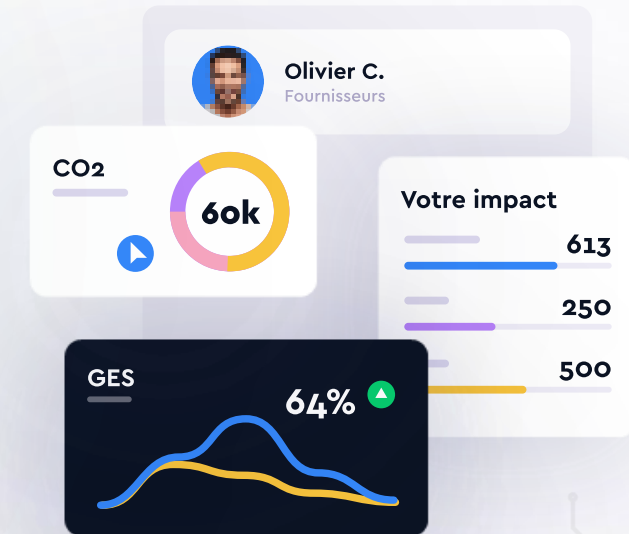 Olivier C.
Fournisseurs
CO2
60k
Votre impact
613
250
500
GES
64%